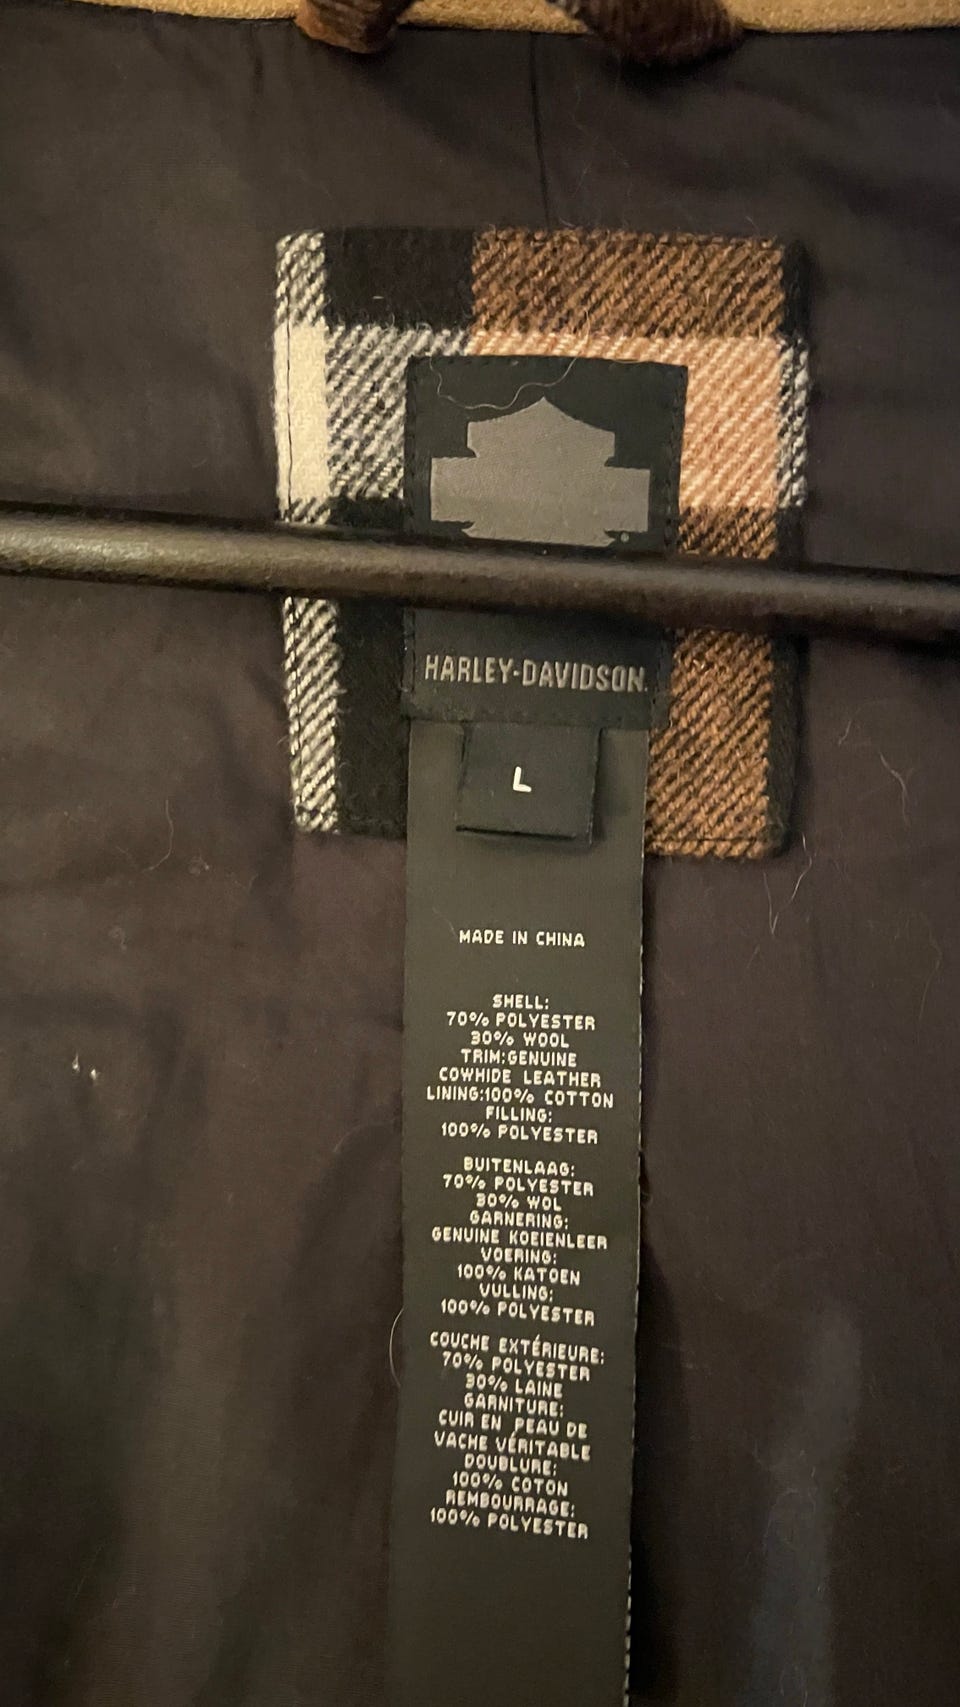 HARLEY-DAVIDSON
L
MADE IN CHINA
SHELL:
70% POLYESTER
30% WOOL
TRIM:GENUINE
COWHIDE LEATHER
LINING:100% COTTON
FILLING:
100% POLYESTER
BUITENLAAG:
70% POLYESTER
30% WOL
GARNERING:
GENUINE KOEIENLEER
VOERING:
100% KATOEN
VULLING:
100% POLYESTER
COUCHE EXTÉRIEURE:
70% POLYESTER
30% LAINE
GARNITURE:
CUIR EN PEAU DE
VACHE VÉRITABLE
DOUBLURE:
100% COTON
REMBOURRAGE:
100% POLYESTER